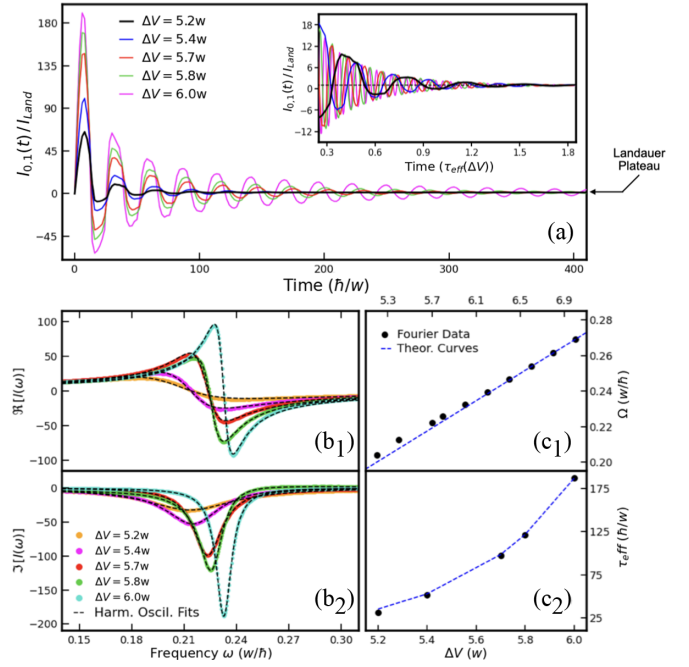 180
135
90
45
0
-45
I0,1(t) / ILand
ΔV = 5.2w
ΔV = 5.4w
ΔV = 5.7w
ΔV = 5.8w
ΔV = 6.0w
18
12
6
0
-6
-12
I0,1(t) / ILand
0.3 0.6 0.9 1.2 1.5 1.8
Time (τeff(ΔV))
Landauer
Plateau
(a)
0 100 200 300 400
Time (ħ/w)
100
50
0
-50
-100
ℜ[I(ω)]
(b1)
5.3 5.7 6.1 6.5 6.9
Fourier Data
Theor. Curves
0.28
0.26
0.24
0.22
0.20
Ω (w/ħ)
(c1)
0
-50
-100
-150
-200
ℑ[I(ω)]
ΔV = 5.2w
ΔV = 5.4w
ΔV = 5.7w
ΔV = 5.8w
ΔV = 6.0w
Harm. Oscil. Fits
(b2)
0.15 0.18 0.21 0.24 0.27 0.30
Frequency ω (w/ħ)
175
125
75
25
τeff (ħ/w)
(c2)
5.2 5.4 5.6 5.8 6.0
ΔV (w)